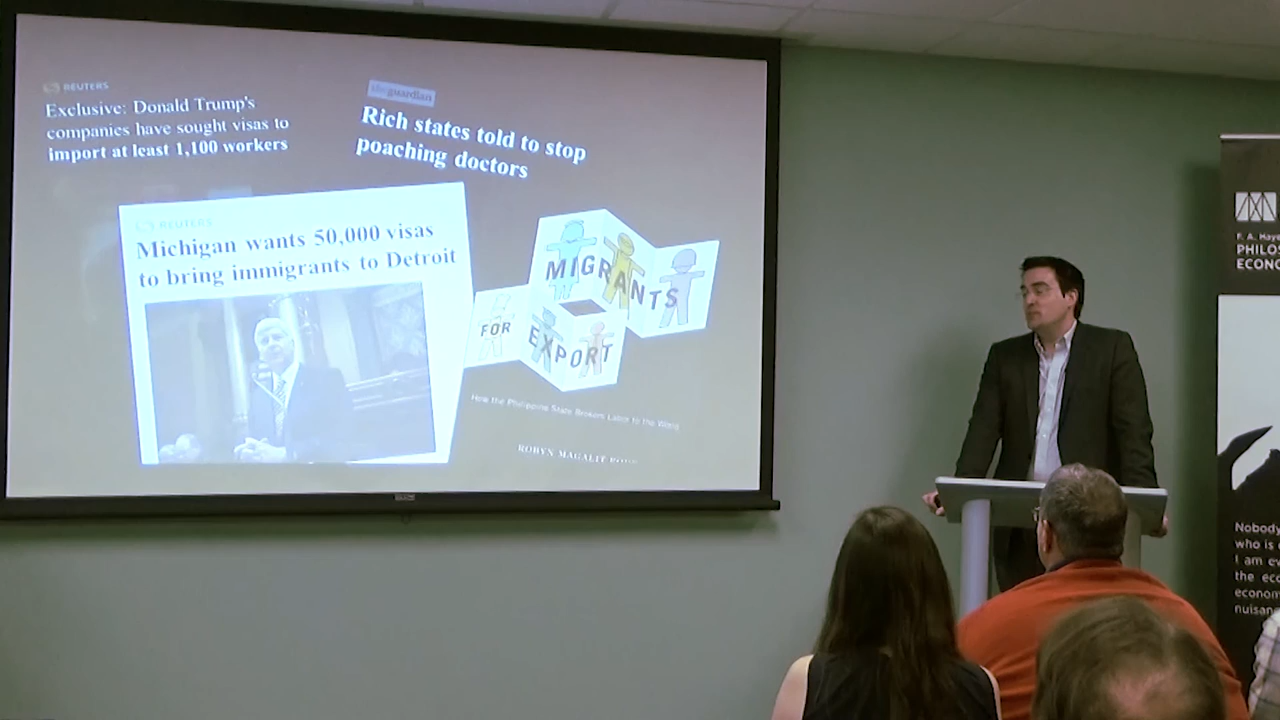 REUTERS
Exclusive: Donald Trump's
companies have sought visas to
import at least 1,100 workers
theguardian
Rich states told to stop
poaching doctors
REUTERS
Michigan wants 50,000 visas
to bring immigrants to Detroit
MIGRANTS
FOR
EXPORT
How the Philippine State Brokers Labor to the World
ROBYN MAGALIT
F. A. Haye
PHILOS
ECONO
Nobody
who is
I am ev
the eco
econom
nuisan